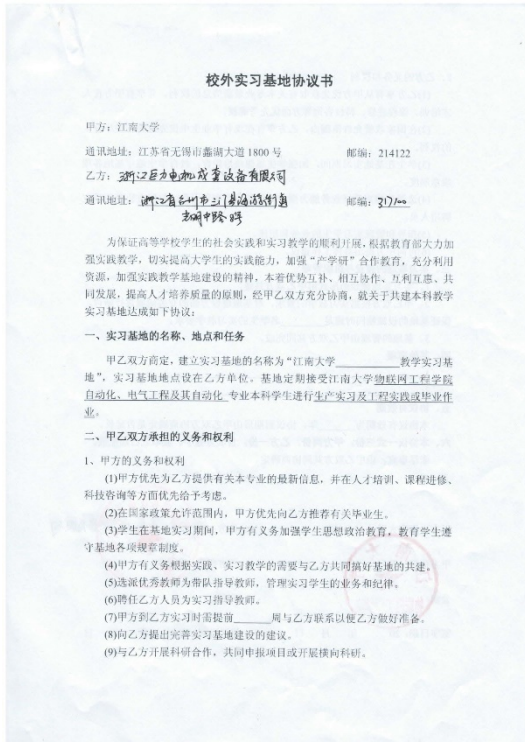 校外实习基地协议书
甲方：江南大学
通讯地址：江苏省无锡市蠡湖大道 1800 号 邮编：214122
乙方：浙江巨力电机成套设备有限公司
通讯地址：浙江省台州市三门县海游街道 邮编：317100
光明中路 号
为保证高等学校学生的社会实践和实习教学的顺利开展，根据教育部大力加
强实践教学，切实提高大学生的实践能力，加强“产学研”合作教育，充分利用
资源，加强实践教学基地建设的精神，本着优势互补、相互协作、互利互惠、共
同发展，提高人才培养质量的原则，经甲乙双方充分协商，就关于共建本科教学
实习基地达成如下协议：
一、实习基地的名称、地点和任务
甲乙双方商定，建立实习基地的名称为“江南大学__________教学实习基
地”，实习基地地点设在乙方单位。基地定期接受江南大学物联网工程学院
自动化、电气工程及其自动化 专业本科学生进行生产实习及工程实践或毕业作
业。
二、甲乙双方承担的义务和权利
1、甲方的义务和权利
(1)甲方优先为乙方提供有关本专业的最新信息，并在人才培训、课程进修、
科技咨询等方面优先给予考虑。
(2)在国家政策允许范围内，甲方优先向乙方推荐有关毕业生。
(3)学生在基地实习期间，甲方有义务加强学生思想政治教育，教育学生遵
守基地各项规章制度。
(4)甲方有义务根据实践、实习教学的需要与乙方共同搞好基地的共建。
(5)选派优秀教师为带队指导教师，管理实习学生的业务和纪律。
(6)聘任乙方人员为实习指导教师。
(7)甲方到乙方实习时需提前______周与乙方联系以便乙方做好准备。
(8)向乙方提出完善实习基地建设的建议。
(9)与乙方开展科研合作，共同申报项目或开展横向科研。